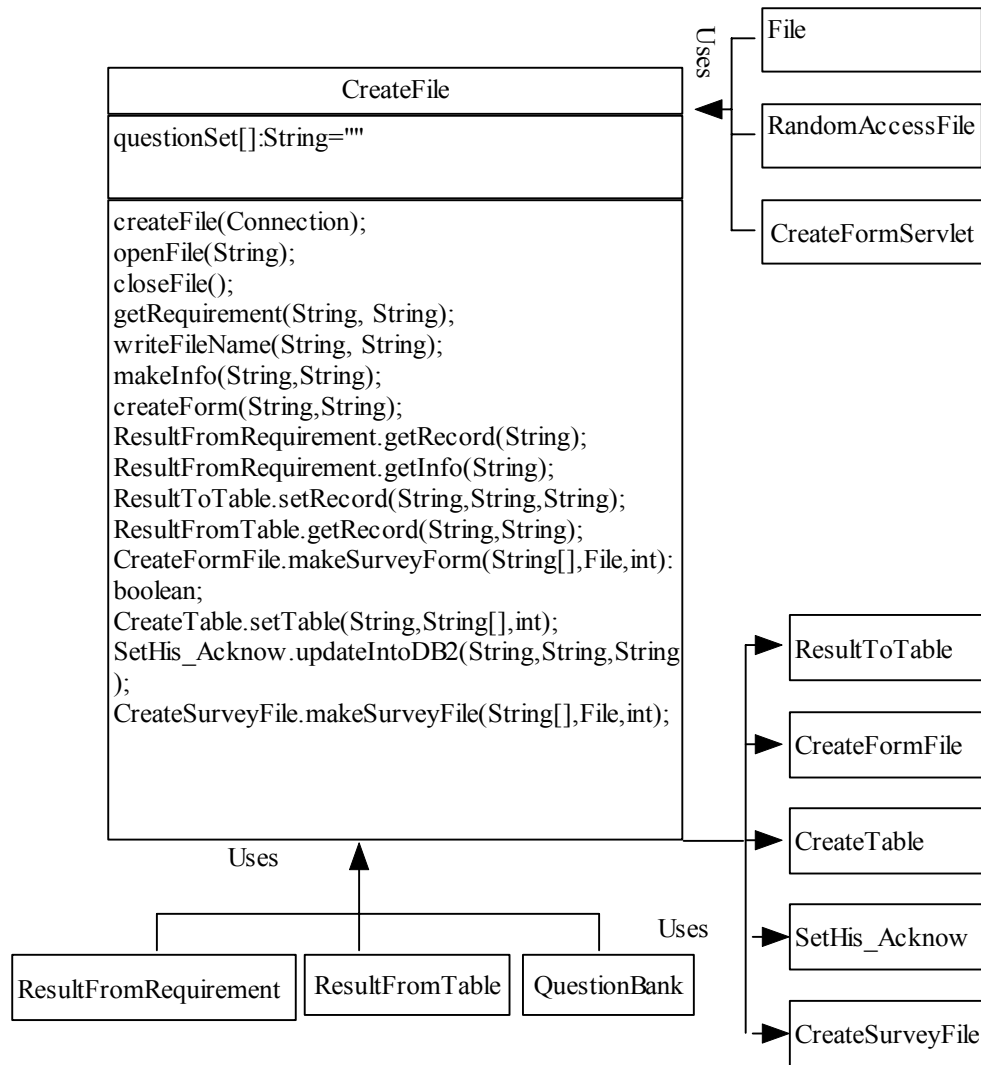 File
Uses
CreateFile
RandomAccessFile
questionSet[]:String=""
CreateFormServlet
createFile(Connection);
openFile(String);
closeFile();
getRequirement(String, String);
writeFileName(String, String);
makeInfo(String,String);
createForm(String,String);
ResultFromRequirement.getRecord(String);
ResultFromRequirement.getInfo(String);
ResultToTable.setRecord(String,String,String);
ResultFromTable.getRecord(String,String);
CreateFormFile.makeSurveyForm(String[],File,int):
boolean;
CreateTable.setTable(String,String[],int);
SetHis_Acknow.updateIntoDB2(String,String,String
);
CreateSurveyFile.makeSurveyFile(String[],File,int);
ResultToTable
CreateFormFile
CreateTable
Uses
Uses
SetHis_Acknow
ResultFromRequirement
ResultFromTable
QuestionBank
CreateSurveyFile